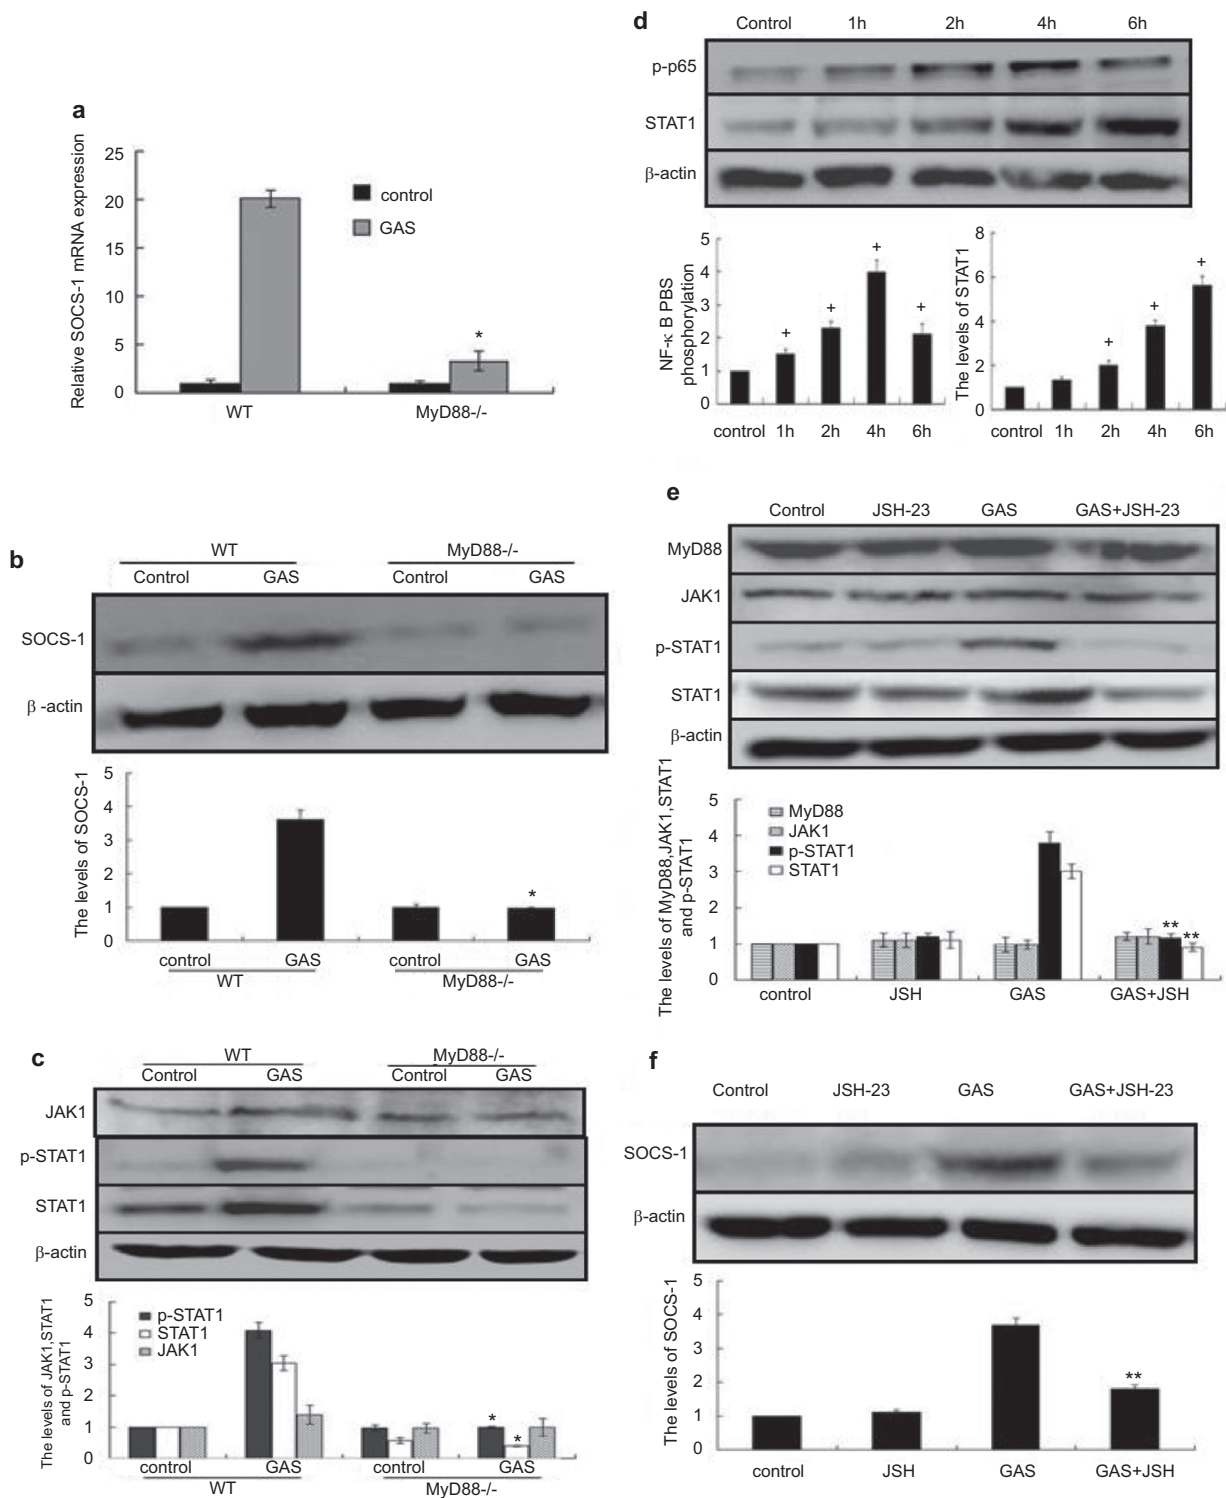 a
Relative SOCS-1 mRNA expression
25
20
15
10
5
0
control
GAS
*
WT MyD88-/-
b
WT MyD88-/-
Control GAS Control GAS
SOCS-1
β -actin
The levels of SOCS-1
5
4
3
2
1
0
*
control GAS control GAS
WT MyD88-/-
c
WT MyD88-/-
Control GAS Control GAS
JAK1
p-STAT1
STAT1
β-actin
The levels of JAK1,STAT1
and p-STAT1
5
4
3
2
1
0
p-STAT1
STAT1
JAK1
* *
control GAS control GAS
WT MyD88-/-
d
Control 1h 2h 4h 6h
p-p65
STAT1
β-actin
NF-κ B PBS
phosphorylation
5
4
3
2
1
0
+ + + +
control 1h 2h 4h 6h
The levels of STAT1
8
6
4
2
0
+ + +
control 1h 2h 4h 6h
e
Control JSH-23 GAS GAS+JSH-23
MyD88
JAK1
p-STAT1
STAT1
β-actin
The levels of MyD88,JAK1,STAT1
and p-STAT1
5
4
3
2
1
0
MyD88
JAK1
p-STAT1
STAT1
** **
control JSH GAS GAS+JSH
f
Control JSH-23 GAS GAS+JSH-23
SOCS-1
β-actin
The levels of SOCS-1
5
4
3
2
1
0
**
control JSH GAS GAS+JSH